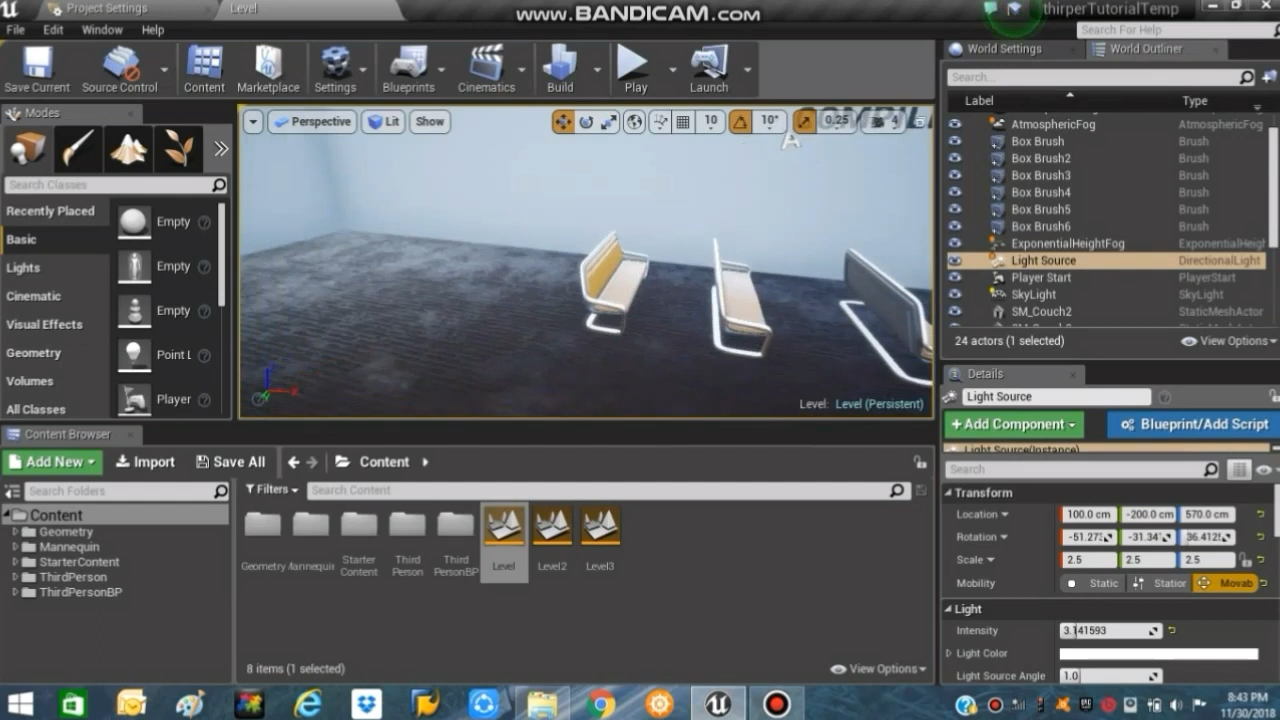 Project Settings
Level
www.BANDICAM.com
thirperTutorialTemp
File Edit Window Help
Search For Help
Save Current
Source Control
Content
Marketplace
Settings
Blueprints
Cinematics
Build
Play
Launch
World Settings
World Outliner
Search...
Label
Type
Modes
Search Classes
Recently Placed
Basic
Lights
Cinematic
Visual Effects
Geometry
Volumes
All Classes
Empty
Empty
Empty
Point L
Player
Perspective
Lit
Show
10
10°
0.25
4
COMPIL
Level: Level (Persistent)
AtmosphericFog AtmosphericFog
Box Brush Brush
Box Brush2 Brush
Box Brush3 Brush
Box Brush4 Brush
Box Brush5 Brush
Box Brush6 Brush
ExponentialHeightFog ExponentialHeigh
Light Source DirectionalLight
Player Start PlayerStart
SkyLight SkyLight
SM_Couch2 StaticMeshActor
24 actors (1 selected)
View Options
Details
Light Source
+Add Component
Blueprint/Add Script
Light Source(Instance)
Search
Transform
Location 100.0 cm -200.0 cm 570.0 cm
Rotation
Scale 2.5 2.5 2.5
Mobility Static Station Movab
Light
Intensity 3.141593
Light Color
Light Source Angle 1.0
Content Browser
Add New
Import
Save All
Content
Search Folders
Filters
Search Content
Content
Geometry
Mannequin
StarterContent
ThirdPerson
ThirdPersonBP
Geometry
Mannequin
Starter
Content
Third
Person
Third
PersonBP
Level
Level2
Level3
8 items (1 selected)
View Options
8:43 PM
11/30/2018